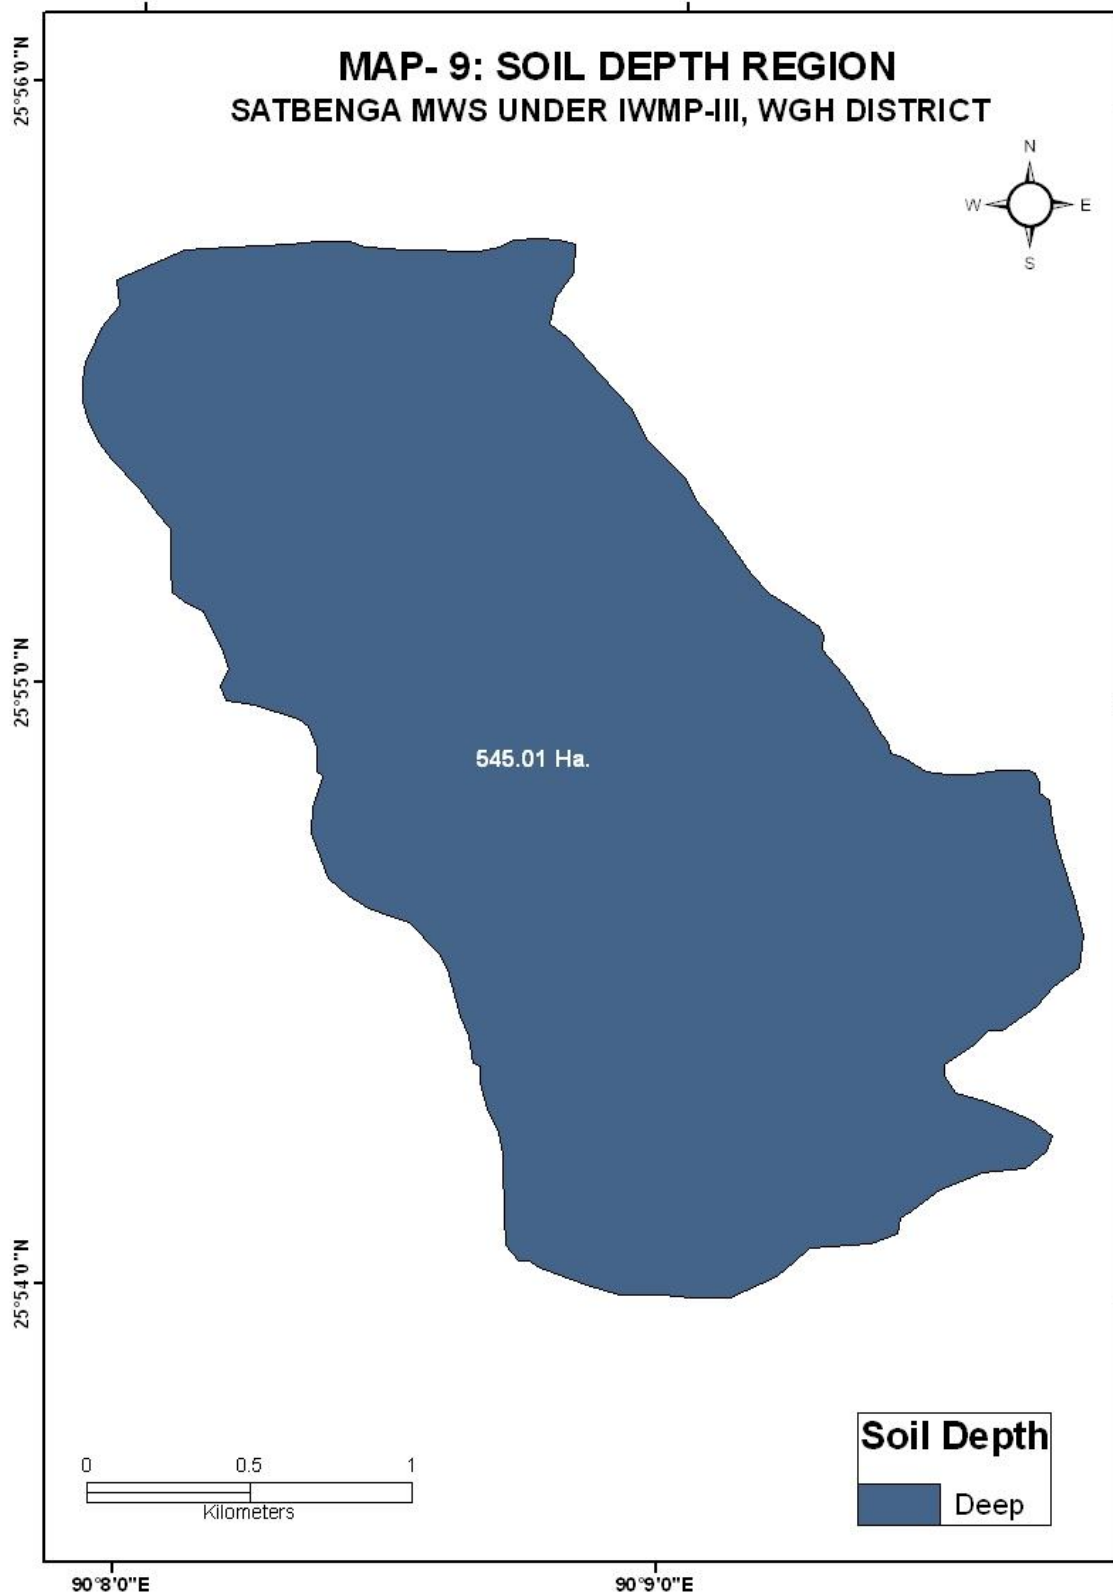 MAP- 9: SOIL DEPTH REGION
SATBENGA MWS UNDER IWMP-III, WGH DISTRICT
N
W E
S
25°56'0"N
25°55'0"N
545.01 Ha.
25°54'0"N
Soil Depth
Deep
0 0.5 1
Kilometers
90°8'0"E 90°9'0"E